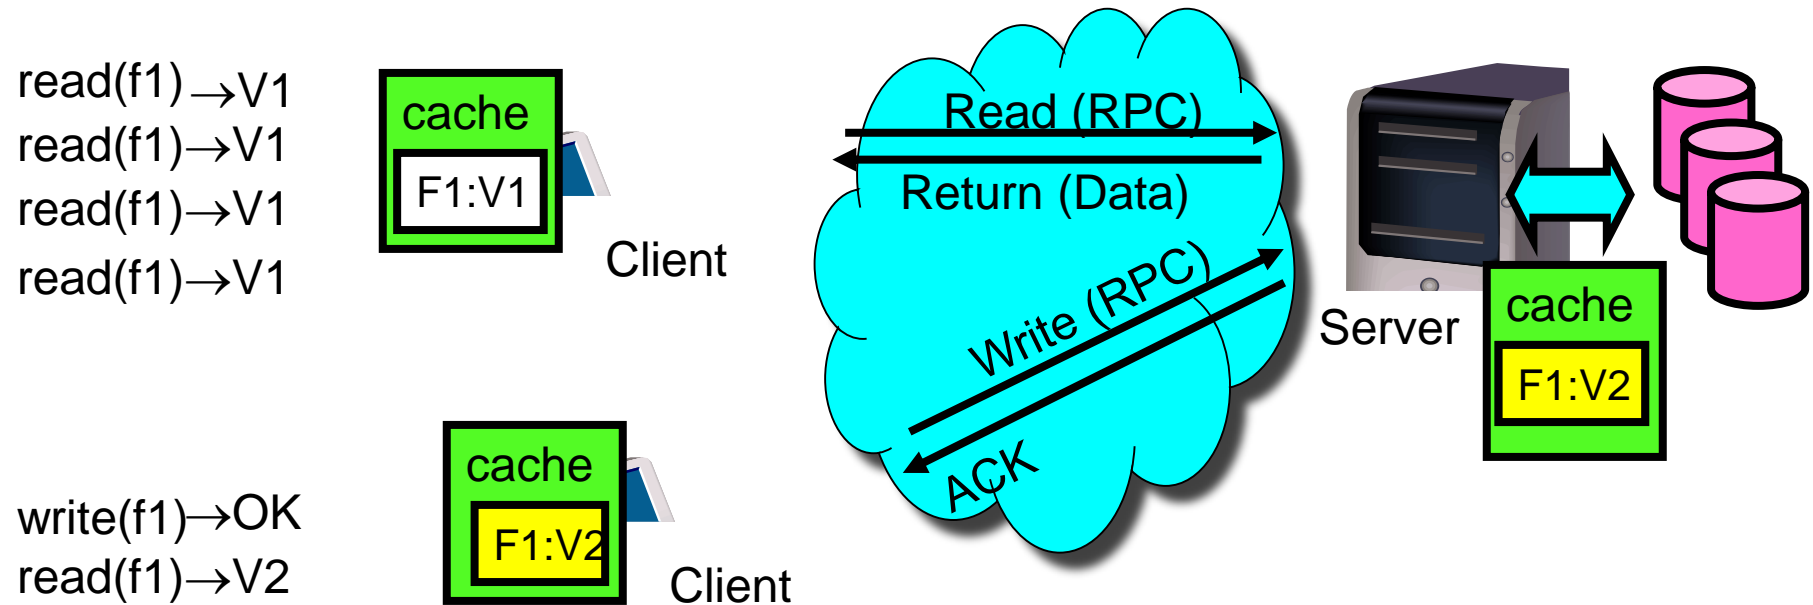 read(f1)→V1
read(f1)→V1
read(f1)→V1
read(f1)→V1
cache
F1:V1
Client
Read (RPC)
Return (Data)
Write (RPC)
ACK
Server
cache
F1:V2
write(f1)→OK
read(f1)→V2
cache
F1:V2
Client